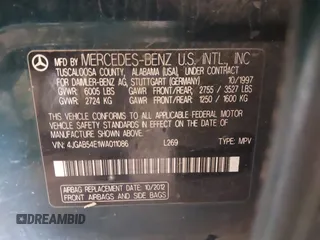 MFG.BY MERCEDES-BENZ U.S. INTL., INC
TUSCALOOSA COUNTY, ALABAMA (USA), UNDER CONTRACT
FOR DAIMLER-BENZ AG, STUTTGART (GERMANY) 10/1997
GVWR: 6005 LBS GAWR FRONT/REAR: 2755 / 3527 LBS
GVWR: 2724 KG GAWR FRONT/REAR: 1250 / 1600 KG
THIS VEHICLE CONFORMS TO ALL APPLICABLE
FEDERAL MOTOR VEHICLE SAFETY STANDARDS
IN EFFECT ON THE DATE OF MANUFACTURE
SHOWN ABOVE.
VIN: 4JGAB54E1WA011086 L269 TYPE: MPV
AIRBAG REPLACEMENT DATE: 10/2012
FRONT AIRBAGS AND SIDE BAGS
DREAMBID